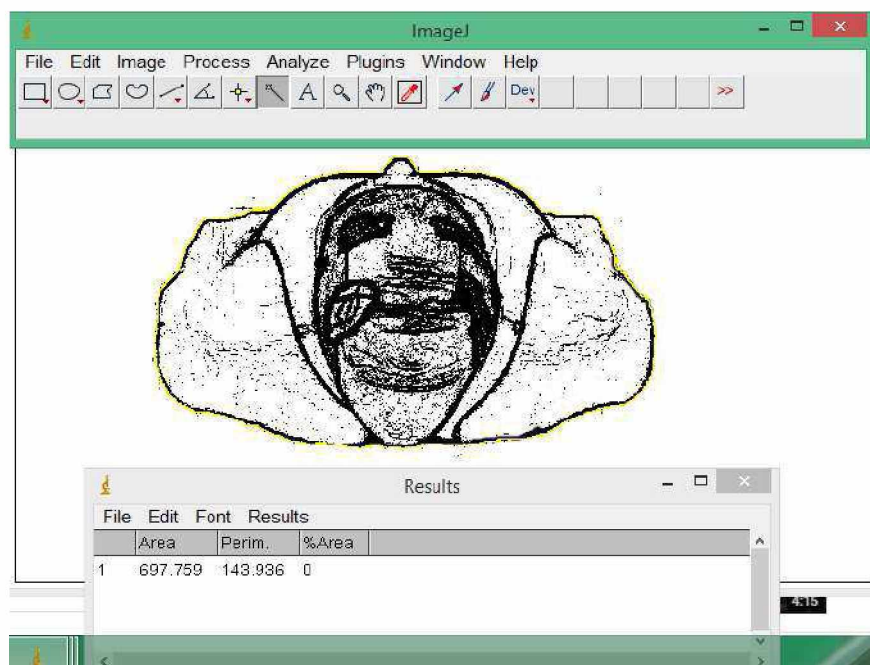 ImageJ
File Edit Image Process Analyze Plugins Window Help
A Dev >>
Results
File Edit Font Results
Area Perim. %Area
1 697.759 143.936 0
4:15